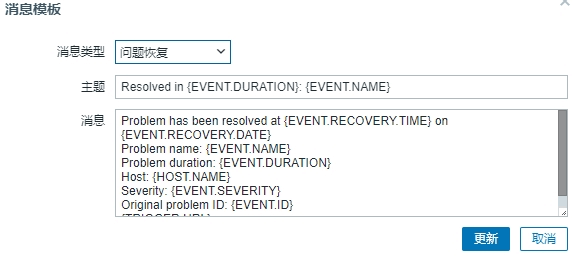 消息模板
消息类型 问题恢复
主题 Resolved in {EVENT.DURATION}: {EVENT.NAME}
消息 Problem has been resolved at {EVENT.RECOVERY.TIME} on
{EVENT.RECOVERY.DATE}
Problem name: {EVENT.NAME}
Problem duration: {EVENT.DURATION}
Host: {HOST.NAME}
Severity: {EVENT.SEVERITY}
Original problem ID: {EVENT.ID}
{TRIGGER.URL}
更新 取消